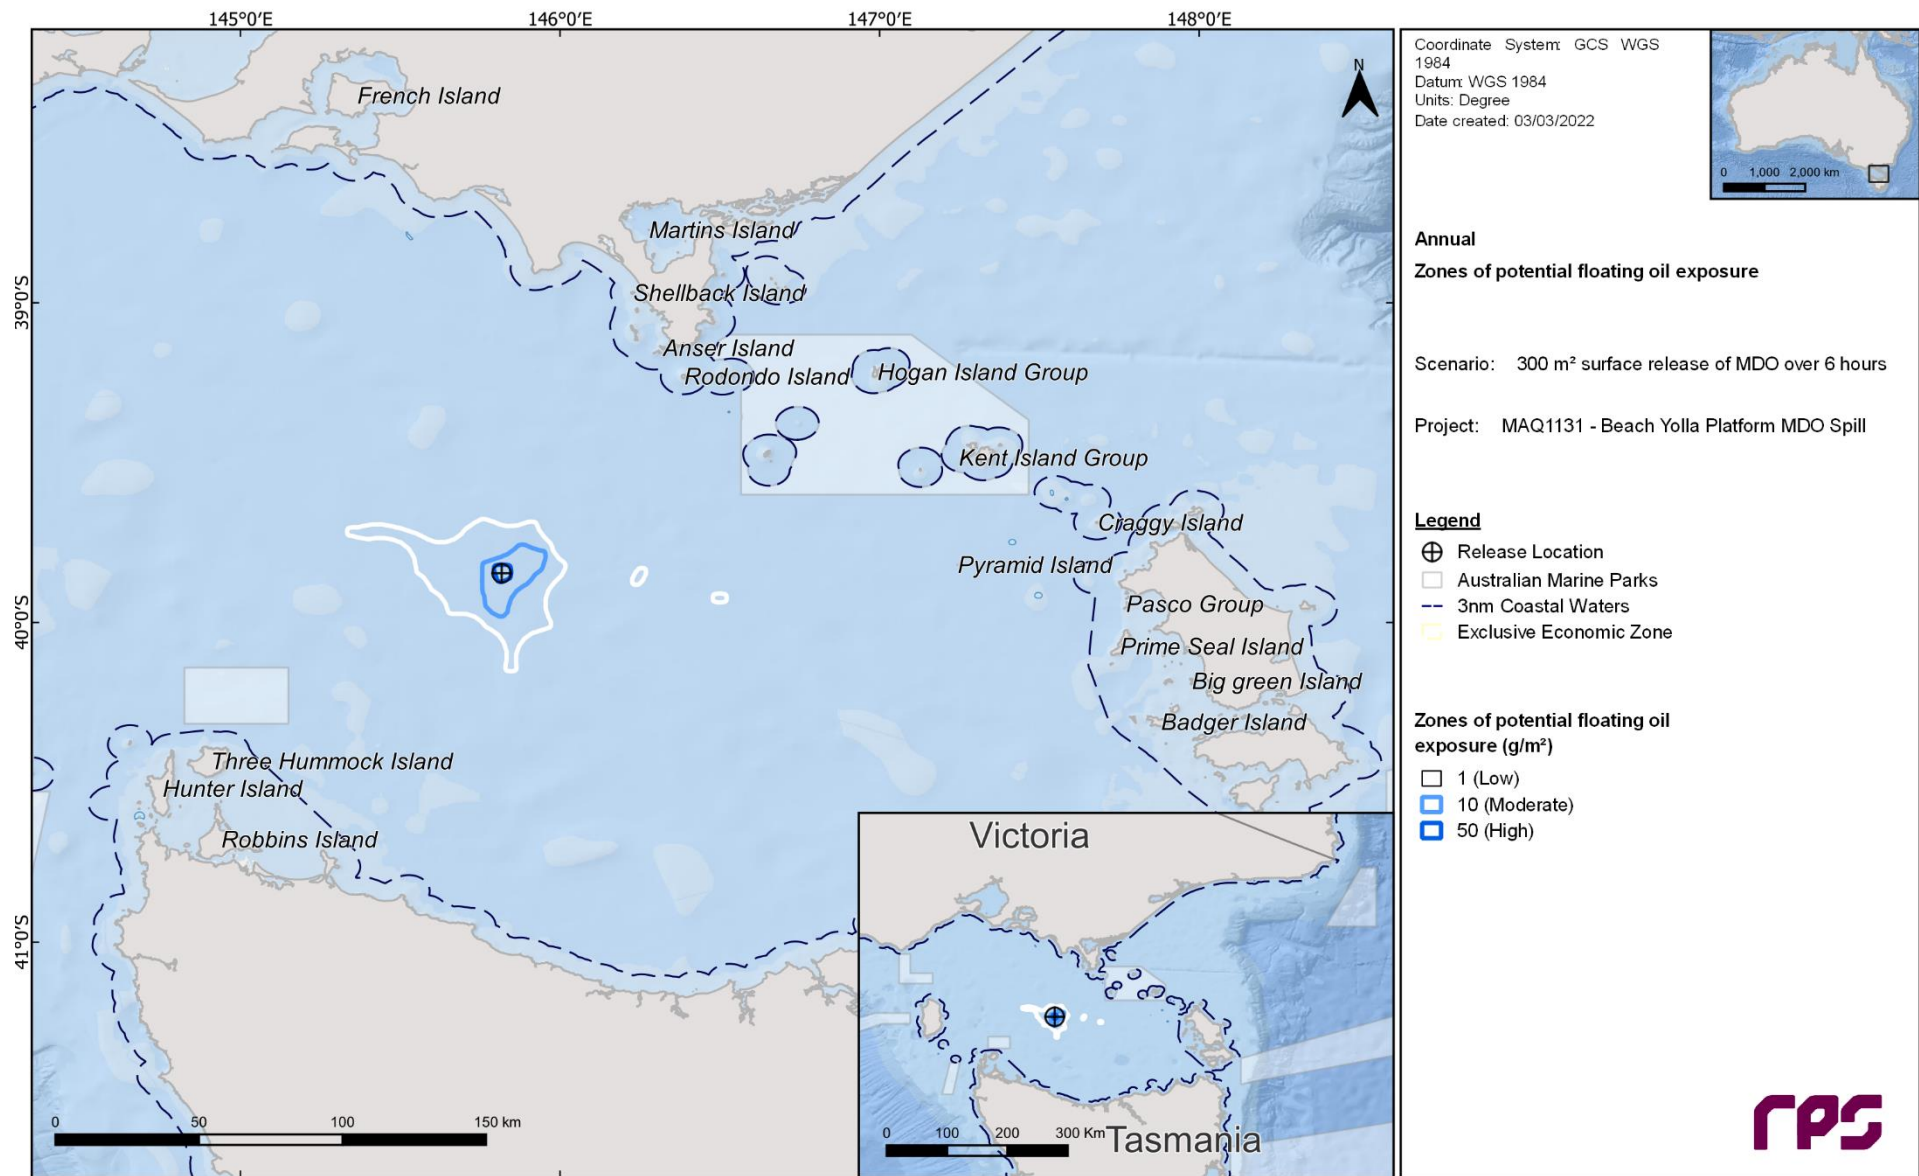 145°0'E 146°0'E 147°0'E 148°0'E
39°0'S
40°0'S
41°0'S
N
French Island
Martins Island
Shellback Island
Anser Island
Rodondo Island
Hogan Island Group
Kent Island Group
Craggy Island
Pyramid Island
Pasco Group
Prime Seal Island
Big green Island
Badger Island
Three Hummock Island
Hunter Island
Robbins Island
0 50 100 150 km
Victoria
Tasmania
0 100 200 300 Km
Coordinate System: GCS WGS
1984
Datum: WGS 1984
Units: Degree
Date created: 03/03/2022
0 1,000 2,000 km
Annual
Zones of potential floating oil exposure
Scenario: 300 m² surface release of MDO over 6 hours
Project: MAQ1131 - Beach Yolla Platform MDO Spill
Legend
Release Location
Australian Marine Parks
3nm Coastal Waters
Exclusive Economic Zone
Zones of potential floating oil
exposure (g/m²)
1 (Low)
10 (Moderate)
50 (High)
rps